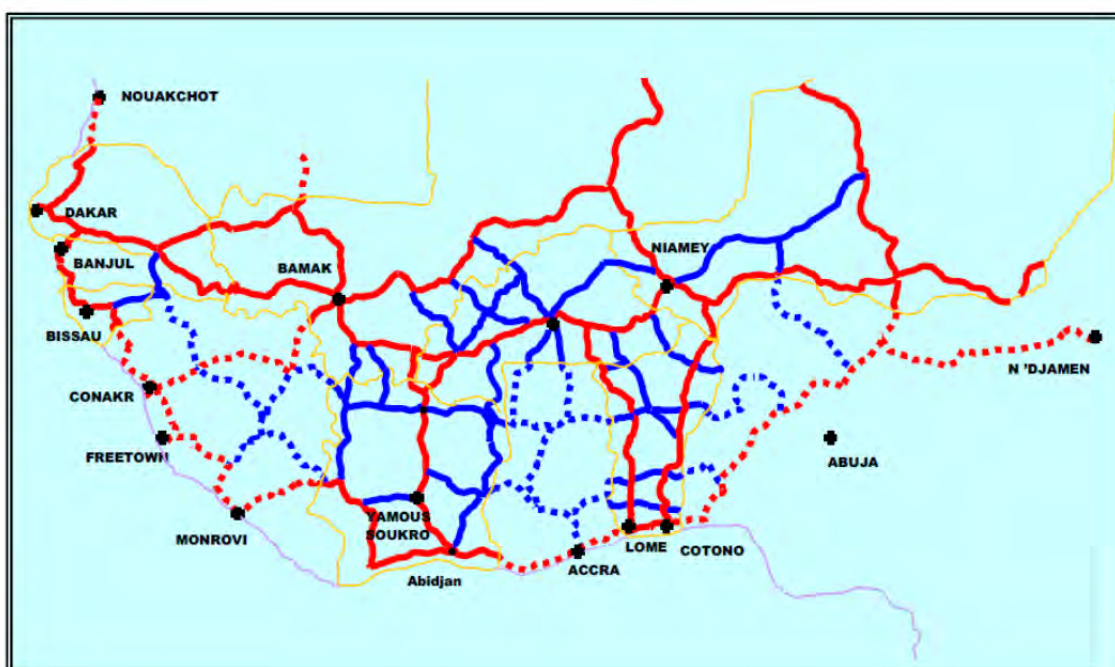 NOUAKCHOT
DAKAR
BANJUL
NIAMEY
BAMAK
BISSAU
N 'DJAMEN
CONAKR
FREETOWN
ABUJA
MONROVI
YAMOUS
SOUKRO
LOME
COTONO
ACCRA
Abidjan